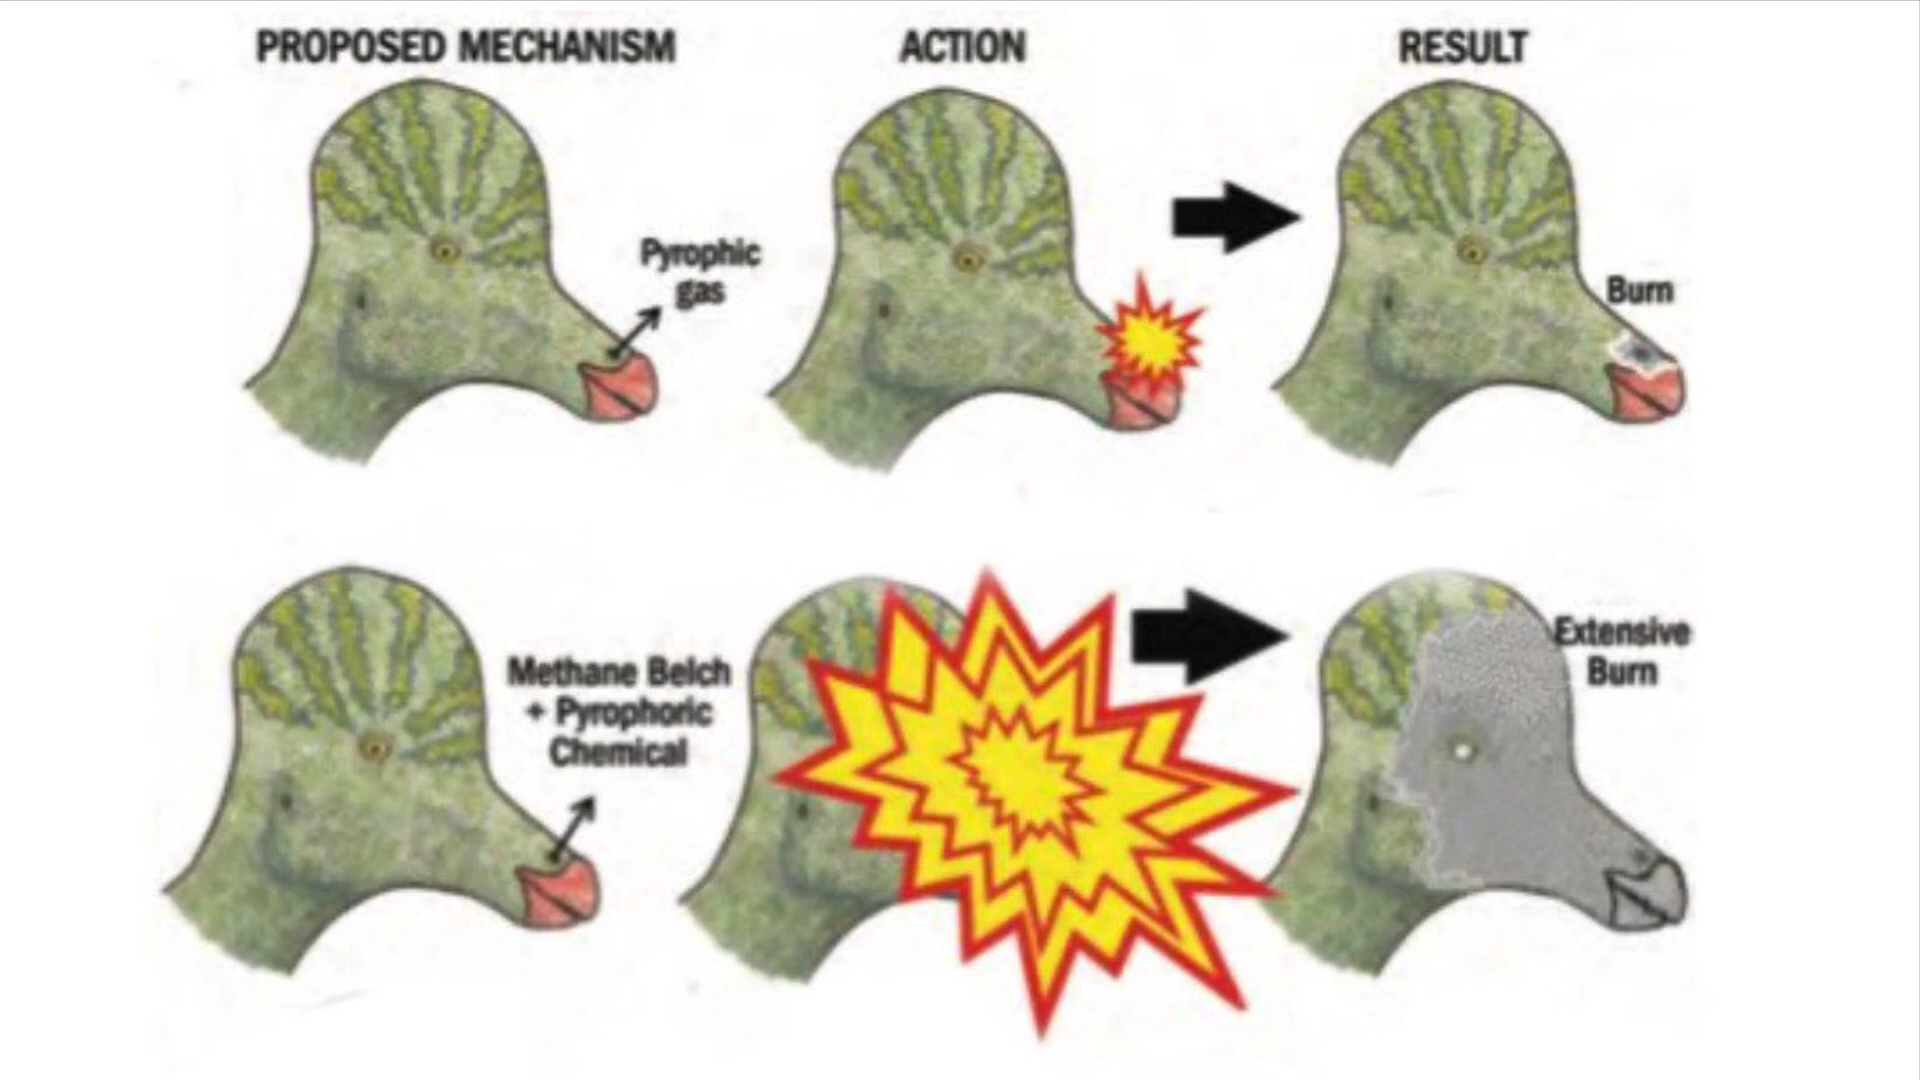 PROPOSED MECHANISM
ACTION
RESULT
Pyrophic
gas
Burn
Methane Belch
+ Pyrophoric
Chemical
Extensive
Burn